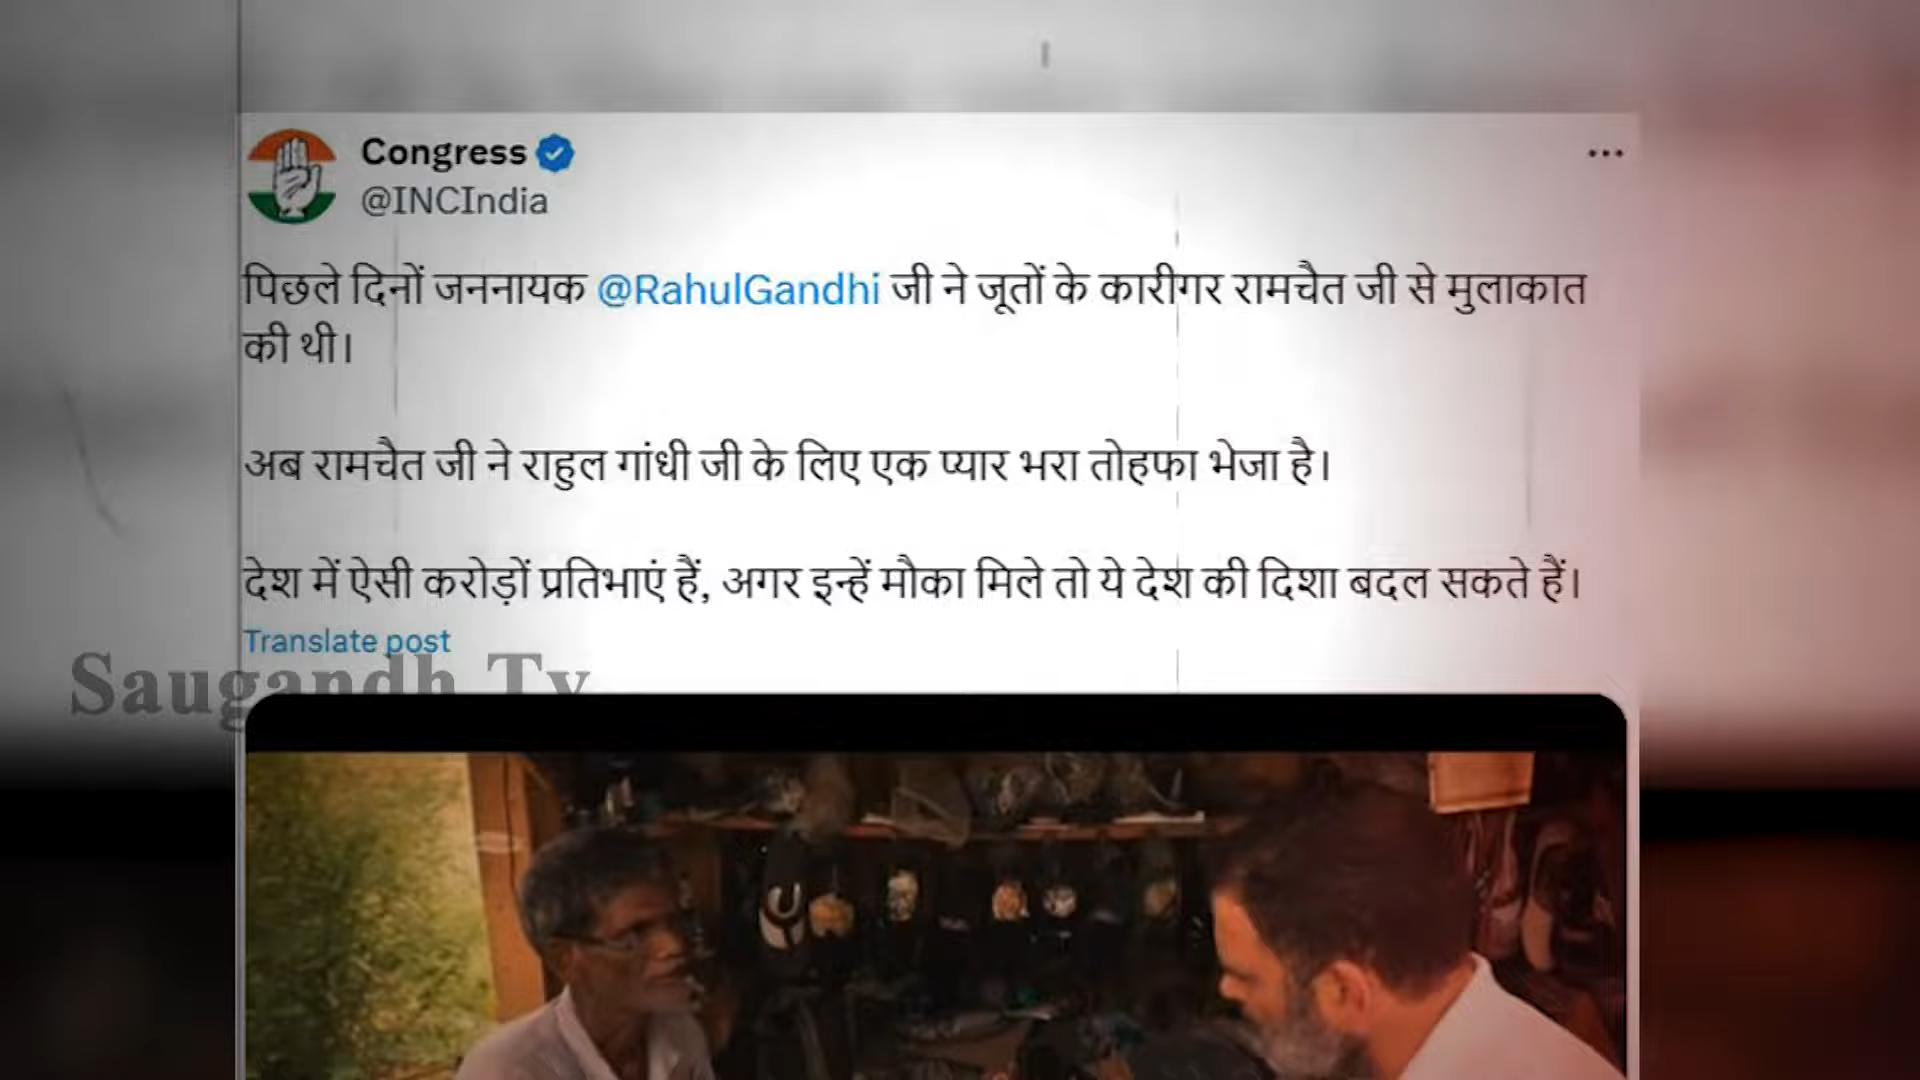 Congress
@INCIndia
पिछले दिनों जननायक @RahulGandhi जी ने जूतों के कारीगर रामचैत जी से मुलाकात
की थी।
अब रामचैत जी ने राहुल गांधी जी के लिए एक प्यार भरा तोहफा भेजा है।
देश में ऐसी करोड़ों प्रतिभाएं हैं, अगर इन्हें मौका मिले तो ये देश की दिशा बदल सकते हैं।
Translate post
Saugandh Tv